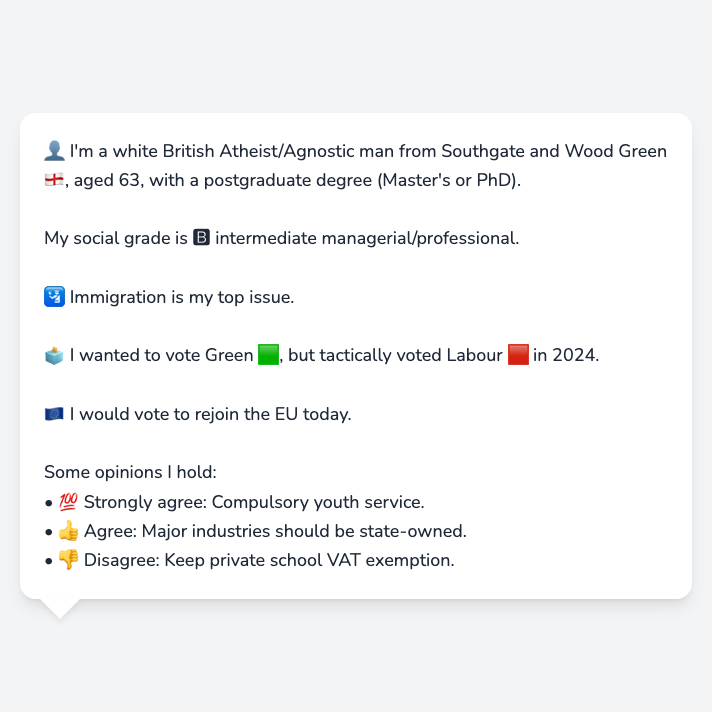 👤 I'm a white British Atheist/Agnostic man from Southgate and Wood Green
🏴󠁧󠁢󠁥󠁮󠁧󠁿, aged 63, with a postgraduate degree (Master's or PhD).
My social grade is 🅱 intermediate managerial/professional.
🛂 Immigration is my top issue.
🗳️ I wanted to vote Green 🟩, but tactically voted Labour 🟥 in 2024.
🇪🇺 I would vote to rejoin the EU today.
Some opinions I hold:
• 💯 Strongly agree: Compulsory youth service.
• 👍 Agree: Major industries should be state-owned.
• 👎 Disagree: Keep private school VAT exemption.